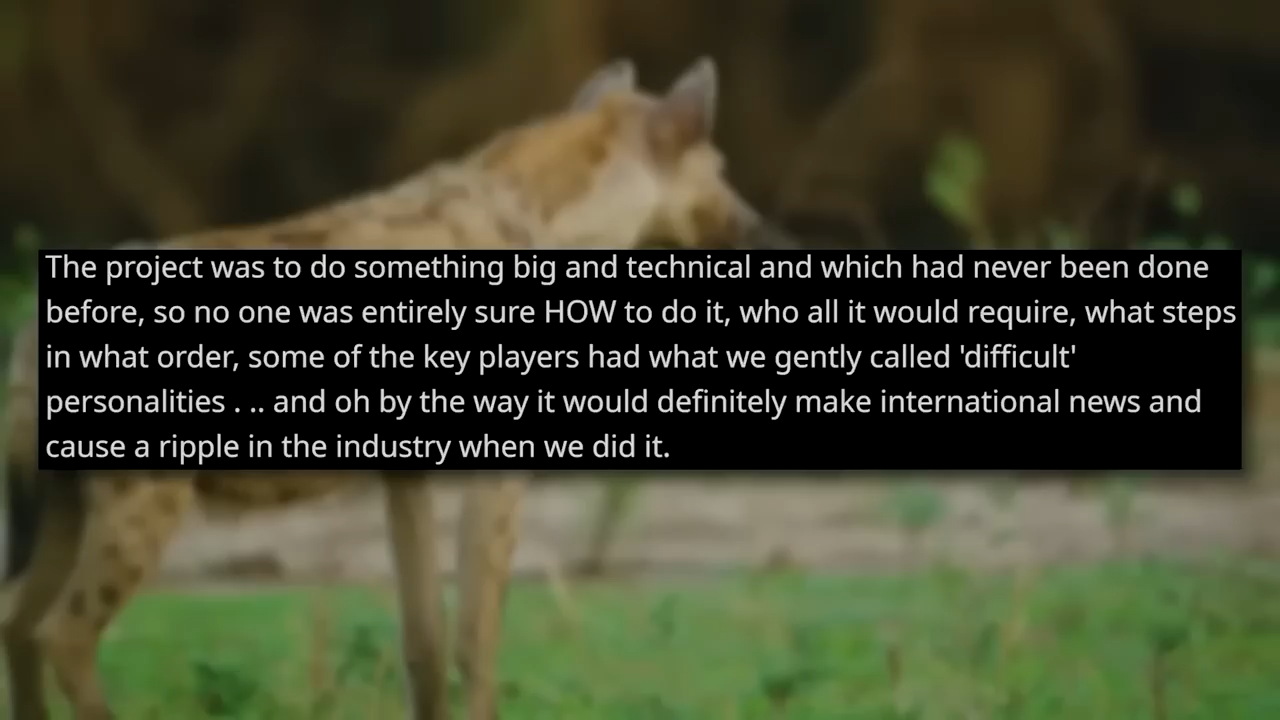 The project was to do something big and technical and which had never been done
before, so no one was entirely sure HOW to do it, who all it would require, what steps
in what order, some of the key players had what we gently called 'difficult'
personalities . .. and oh by the way it would definitely make international news and
cause a ripple in the industry when we did it.